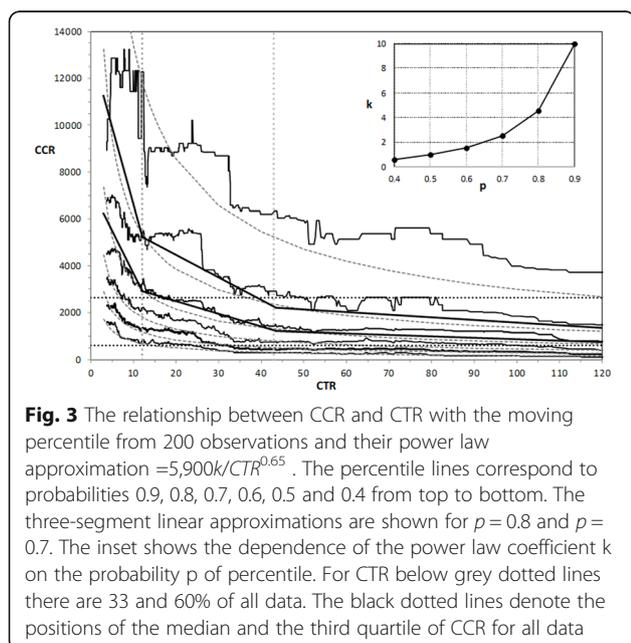 14000
12000
10000
CCR
8000
6000
4000
2000
0
0 10 20 30 40 50 60 70 80 90 100 110 120
CTR
10
8
k 6
4
2
0
0.4 0.5 0.6 0.7 0.8 0.9
p
Fig. 3 The relationship between CCR and CTR with the moving
percentile from 200 observations and their power law
approximation =5,900k/CTR^0.65 . The percentile lines correspond to
probabilities 0.9, 0.8, 0.7, 0.6, 0.5 and 0.4 from top to bottom. The
three-segment linear approximations are shown for p = 0.8 and p =
0.7. The inset shows the dependence of the power law coefficient k
on the probability p of percentile. For CTR below grey dotted lines
there are 33 and 60% of all data. The black dotted lines denote the
positions of the median and the third quartile of CCR for all data